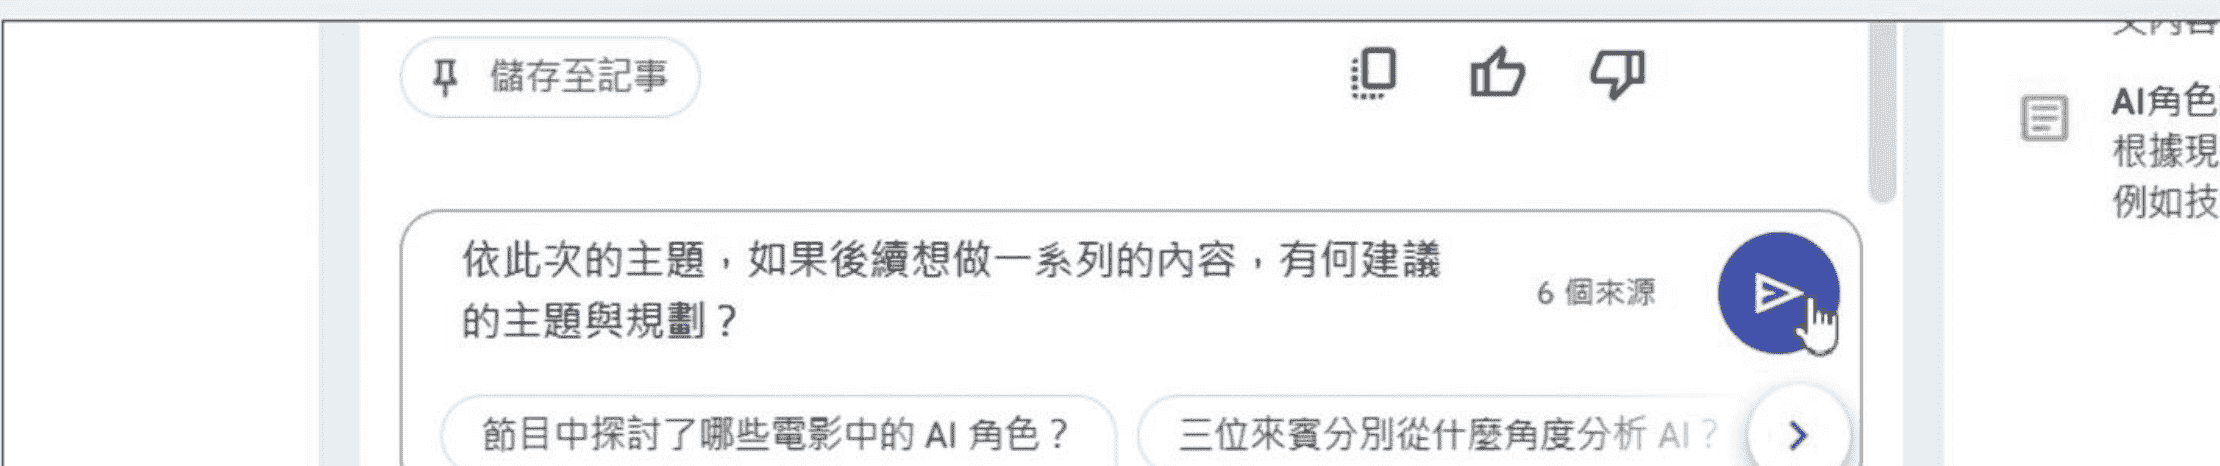 儲存至記事
依此次的主題，如果後續想做一系列的內容，有何建議
的主題與規劃？
6 個來源
節目中探討了哪些電影中的 AI 角色？
三位來賓分別從什麼角度分析 AI？
文內容
AI角色
根據現
例如技